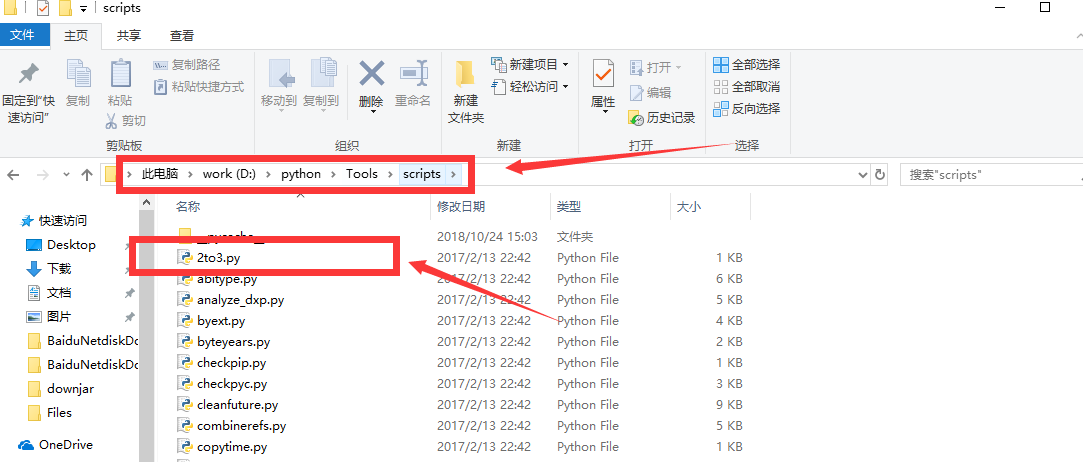 scripts
文件 主页 共享 查看
固定到"快速访问"
复制
粘贴
复制路径
粘贴快捷方式
剪切
剪贴板
移动到 复制到 删除 重命名
组织
新建文件夹
新建项目
轻松访问
新建
属性
打开
编辑
历史记录
打开
全部选择
全部取消
反向选择
选择
此电脑 work (D:) python Tools scripts
搜索"scripts"
快速访问
Desktop
下载
文档
图片
BaiduNetdiskDo
BaiduNetdiskDo
downjar
Files
OneDrive
名称 修改日期 类型 大小
2018/10/24 15:03 文件夹
2to3.py 2017/2/13 22:42 Python File 1 KB
abitype.py 2017/2/13 22:42 Python File 6 KB
analyze_dxp.py 2017/2/13 22:42 Python File 5 KB
byext.py 2017/2/13 22:42 Python File 4 KB
byteyears.py 2017/2/13 22:42 Python File 2 KB
checkpip.py 2017/2/13 22:42 Python File 1 KB
checkpyc.py 2017/2/13 22:42 Python File 3 KB
cleanfuture.py 2017/2/13 22:42 Python File 9 KB
combinerefs.py 2017/2/13 22:42 Python File 5 KB
copytime.py 2017/2/13 22:42 Python File 1 KB